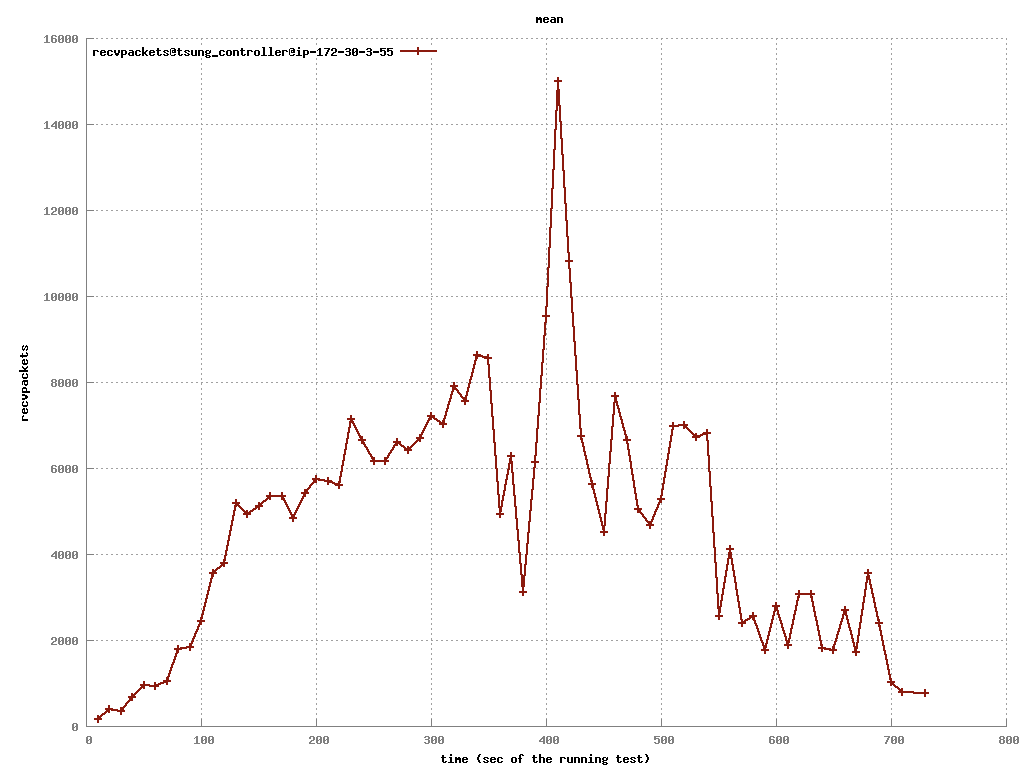 mean
16000
recvpackets@tsung_controller@ip-172-30-3-55
14000
12000
10000
recvpackets
8000
6000
4000
2000
0
0 100 200 300 400 500 600 700 800
time (sec of the running test)